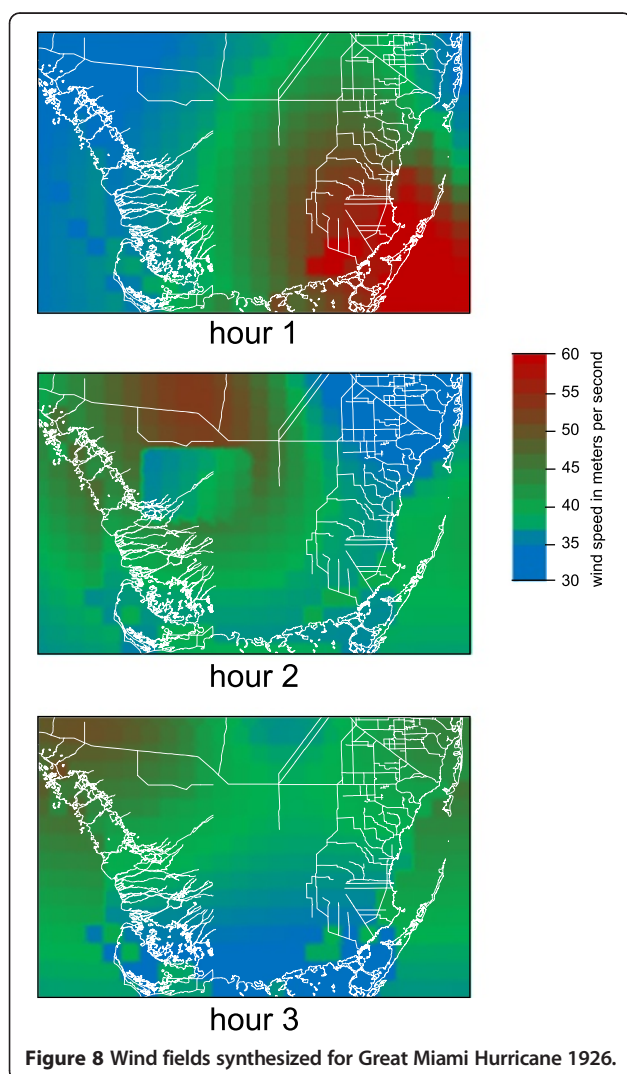 hour 1
hour 2
60
55
50
45
40
35
30
wind speed in meters per second
hour 3
Figure 8 Wind fields synthesized for Great Miami Hurricane 1926.